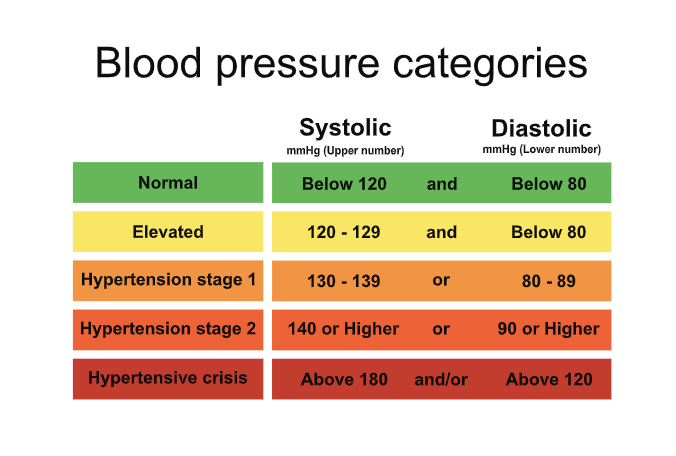 Blood pressure categories
Systolic Diastolic
mmHg (Upper number) mmHg (Lower number)
Normal Below 120 and Below 80
Elevated 120 - 129 and Below 80
Hypertension stage 1 130 - 139 or 80 - 89
Hypertension stage 2 140 or Higher or 90 or Higher
Hypertensive crisis Above 180 and/or Above 120